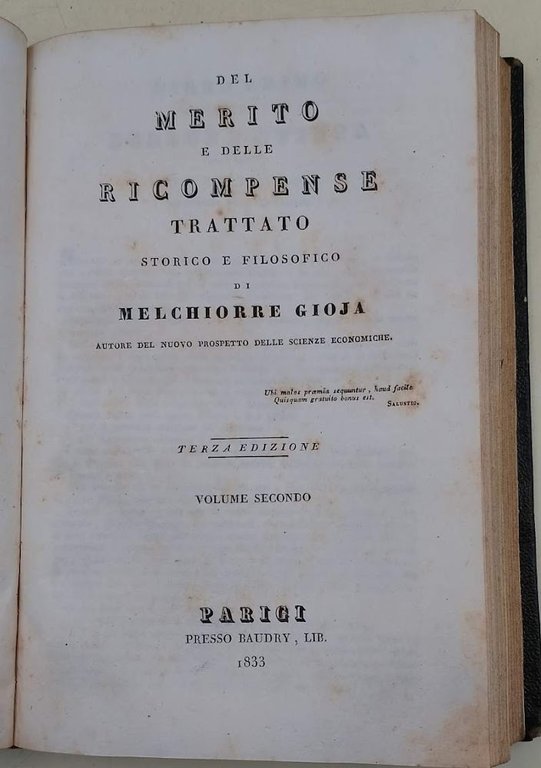 DEL
MERITO
E DELLE
RICOMPENSE
TRATTATO
STORICO E FILOSOFICO
DI
MELCHIORRE GIOJA
AUTORE DEL NUOVO PROSPETTO DELLE SCIENZE ECONOMICHE.
Ubi malos præmia sequuntur, haud facile
Quisquam gratuito bonus est.
SALUSTIO.
TERZA EDIZIONE
VOLUME SECONDO
PARIGI
PRESSO BAUDRY, LIB.
1833